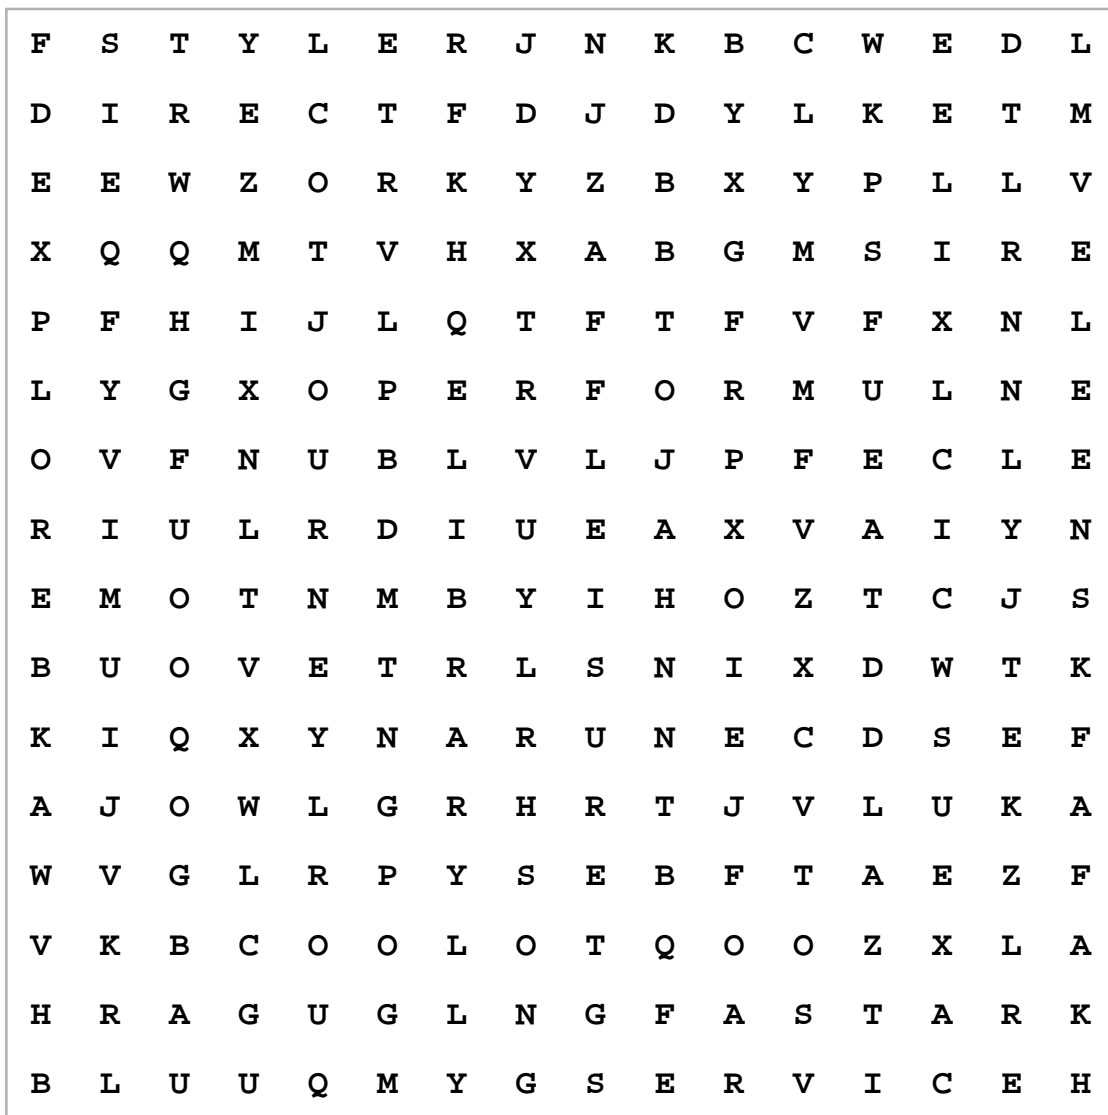 F S T Y L E R J N K B C W E D L
D I R E C T F D J D Y L K E T M
E E W Z O R K Y Z B X Y P L L V
X Q Q M T V H X A B G M S I R E
P F H I J L Q T F T F V F X N L
L Y G X O P E R F O R M U L N E
O V F N U B L V L J P F E C L E
R I U L R D I U E A X V A I Y N
E M O T N M B Y I H O Z T C J S
B U O V E T R L S N I X D W T K
K I Q X Y N A R U N E C D S E F
A J O W L G R H R T J V L U K A
W V G L R P Y S E B F T A E Z F
V K B C O O L O T Q O O Z X L A
H R A G U G L N G F A S T A R K
B L U U Q M Y G S E R V I C E H